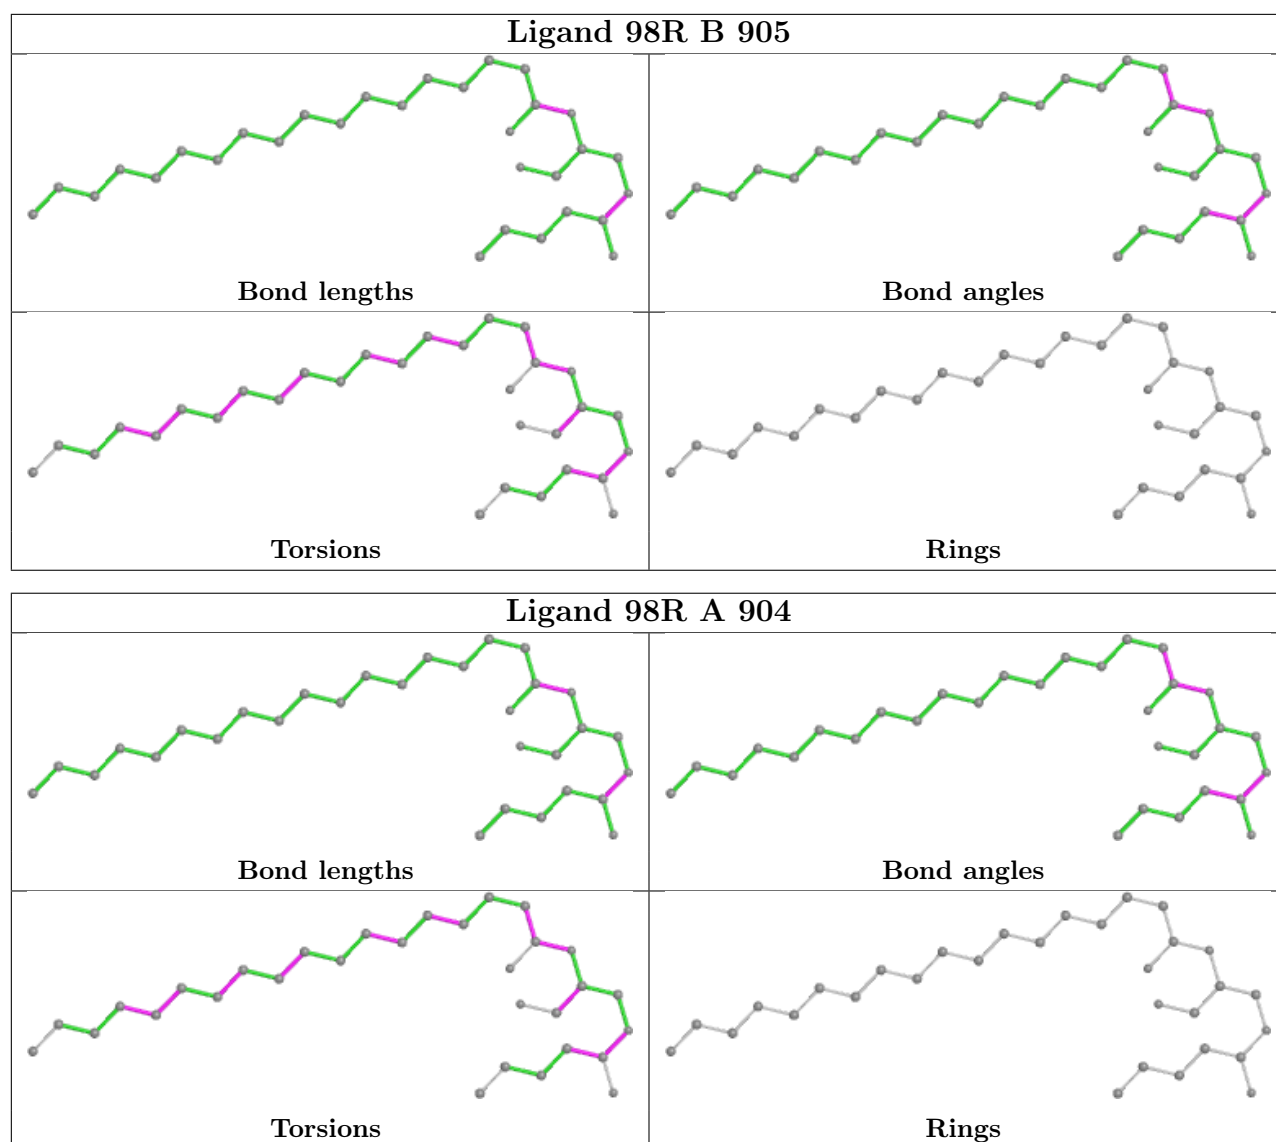 Ligand 98R B 905
Bond lengths
Bond angles
Torsions
Rings
Ligand 98R A 904
Bond lengths
Bond angles
Torsions
Rings